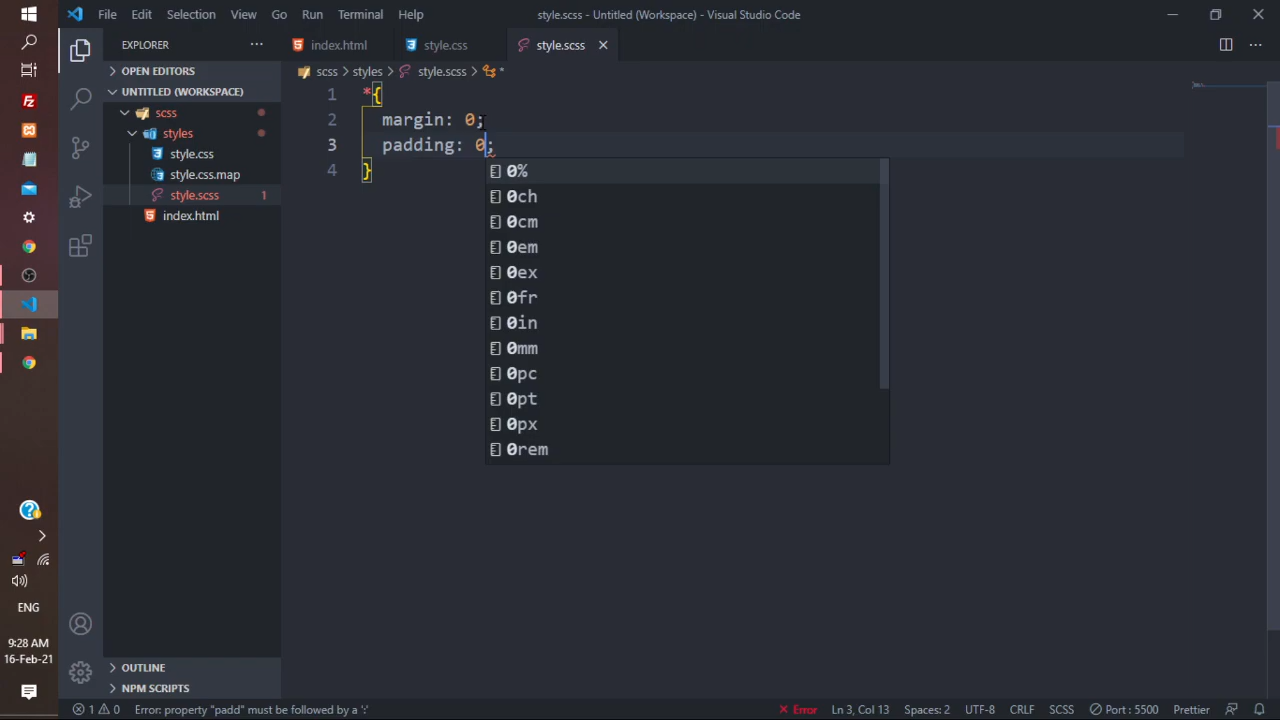 File Edit Selection View Go Run Terminal Help style.scss - Untitled (Workspace) - Visual Studio Code
EXPLORER
index.html style.css style.scss
OPEN EDITORS
scss > styles > style.scss > *
UNTITLED (WORKSPACE)
scss
styles
style.css
style.css.map
style.scss 1
index.html
1 *{
2 margin: 0;
3 padding: 0;
4 }
0%
0ch
0cm
0em
0ex
0fr
0in
0mm
0pc
0pt
0px
0rem
ENG
9:28 AM
16-Feb-21
OUTLINE
NPM SCRIPTS
1 0 Error: property "padd" must be followed by a ':' Error Ln 3, Col 13 Spaces: 2 UTF-8 CRLF SCSS Port : 5500 Prettier